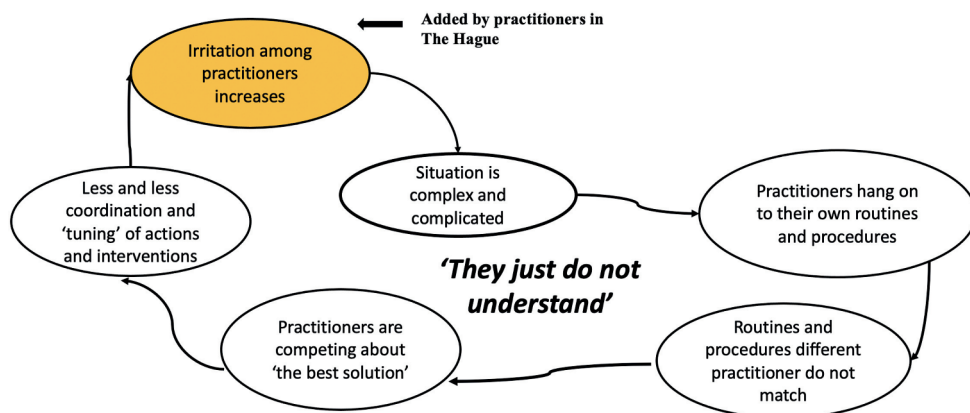 Added by practitioners in
The Hague
Irritation among
practitioners
increases
Situation is
complex and
complicated
Practitioners hang on
to their own routines
and procedures
Routines and
procedures different
practitioner do not
match
Practitioners are
competing about
‘the best solution’
Less and less
coordination and
‘tuning’ of actions
and interventions
‘They just do not
understand’